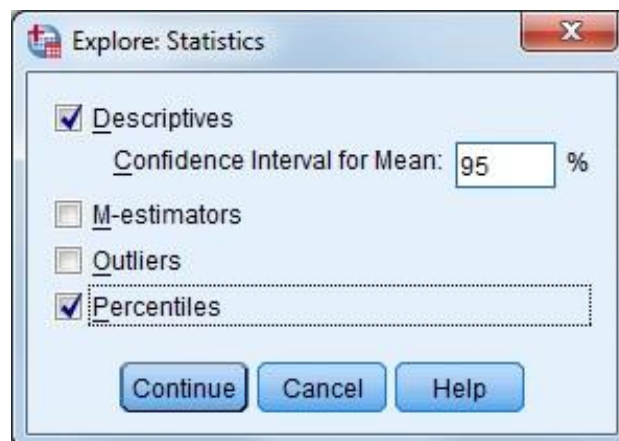 Explore: Statistics
Descriptives
Confidence Interval for Mean: 95 %
M-estimators
Outliers
Percentiles
Continue Cancel Help